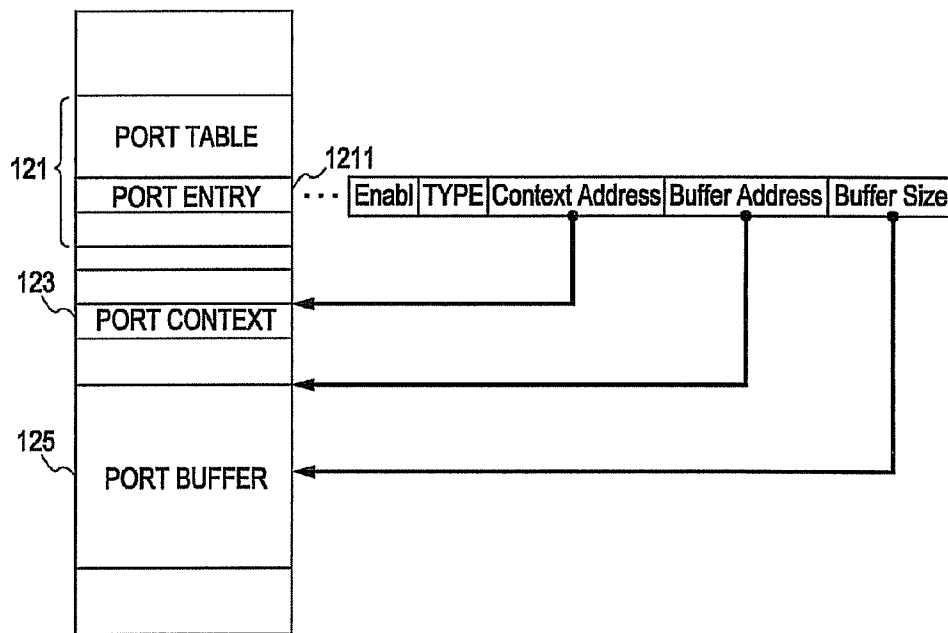 PORT TABLE
121
1211
PORT ENTRY
Enabl TYPE Context Address Buffer Address Buffer Size
123
PORT CONTEXT
125
PORT BUFFER